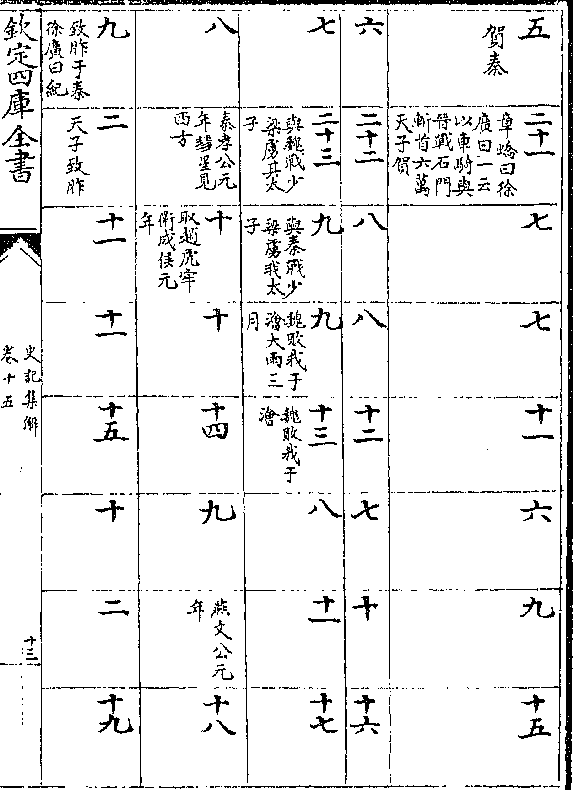 五
賀秦
二十一
章蟜曰徐
廣曰一云
以車騎與
晉戰石門
斬首六萬
天子賀
七
七
十一
六
九
十五
六
二十二
八
八
十二
七
十
十六
七
二十三
與魏戰少
梁虜其太
子
九
與秦戰少
梁虜我太
子
九
魏敗我于
澮大雨三
月
十三
魏敗我于
澮
八
十一
十七
八
秦孝公元
年彗星見
西方
十
取趙皮牢
衛成侯元
年
十
十四
九
燕文公元
年
十八
九
致胙于秦
徐廣曰紀
二
天子致胙
十一
十一
十五
十
二
十九
欽定四庫全書
史記集解
卷十五
十三